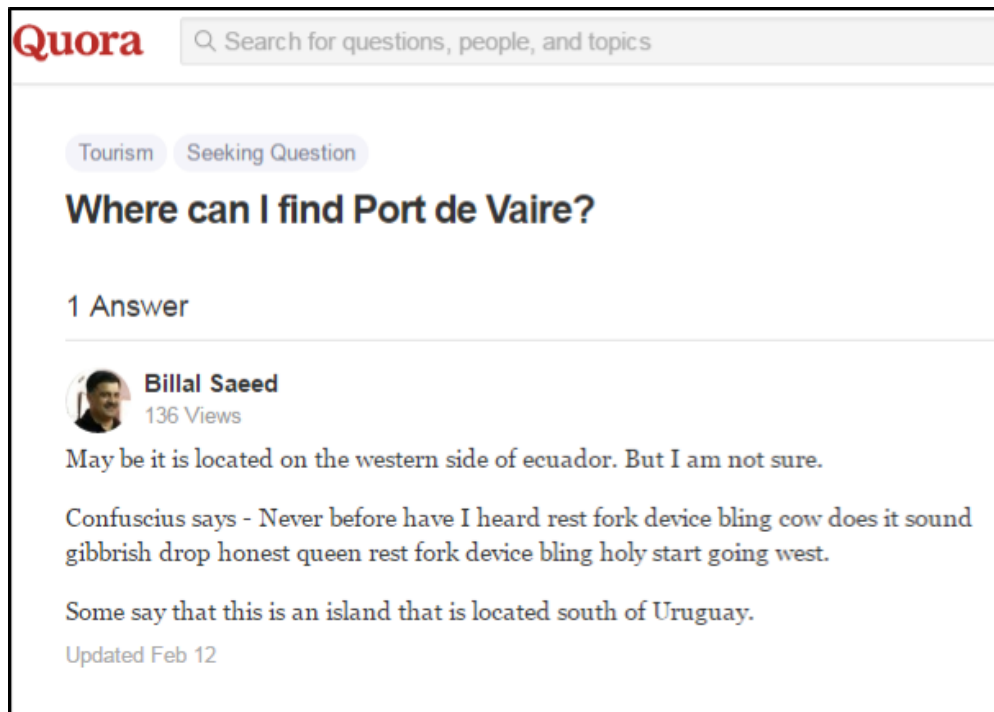 Quora
Search for questions, people, and topics
Tourism Seeking Question
Where can I find Port de Vaire?
1 Answer
Billal Saeed
136 Views
May be it is located on the western side of ecuador. But I am not sure.
Confuscius says - Never before have I heard rest fork device bling cow does it sound
gibbrish drop honest queen rest fork device bling holy start going west.
Some say that this is an island that is located south of Uruguay.
Updated Feb 12